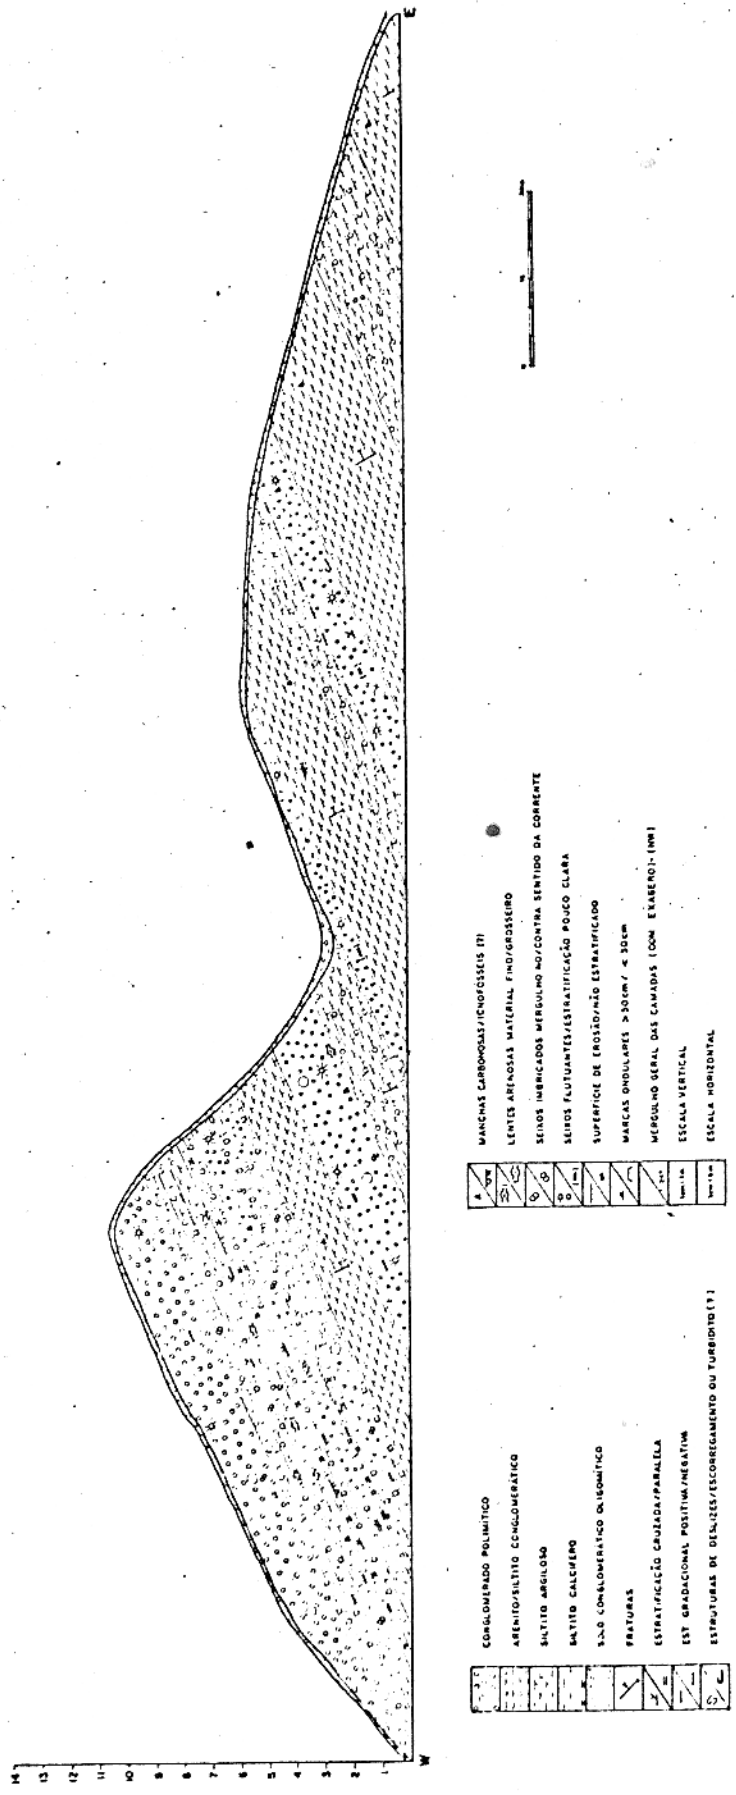 E
W
14
13
12
11
10
9
8
7
6
5
4
3
2
1
CONGLOMERADO POLIMÍTICO
ARENITO/SILTITO CONGLOMERÁTICO
SILTITO ARGILOSO
SILTITO CALCÍFERO
SOLO CONGLOMERÁTICO OLIGOMÍTICO
FRATURAS
ESTRATIFICAÇÃO CRUZADA/PARALELA
EST GRADACIONAL POSITIVA/NEGATIVA
ESTRUTURAS DE DESLIZES/ESCORREGAMENTO OU TURBIDITO (?)
MANCHAS CARBONOSAS/ICNOFÓSSEIS (?)
LENTES ARENOSAS MATERIAL FINO/GROSSEIRO
SEIXOS IMBRICADOS MERGULHO NO/CONTRA SENTIDO DA CORRENTE
SEIXOS FLUTUANTES/ESTRATIFICAÇÃO POUCO CLARA
SUPERFÍCIE DE EROSÃO/NÃO ESTRATIFICADO
MARCAS ONDULARES >30cm/ < 30cm
MERGULHO GERAL DAS CAMADAS (COM EXAGERO)- (NW)
ESCALA VERTICAL
ESCALA HORIZONTAL